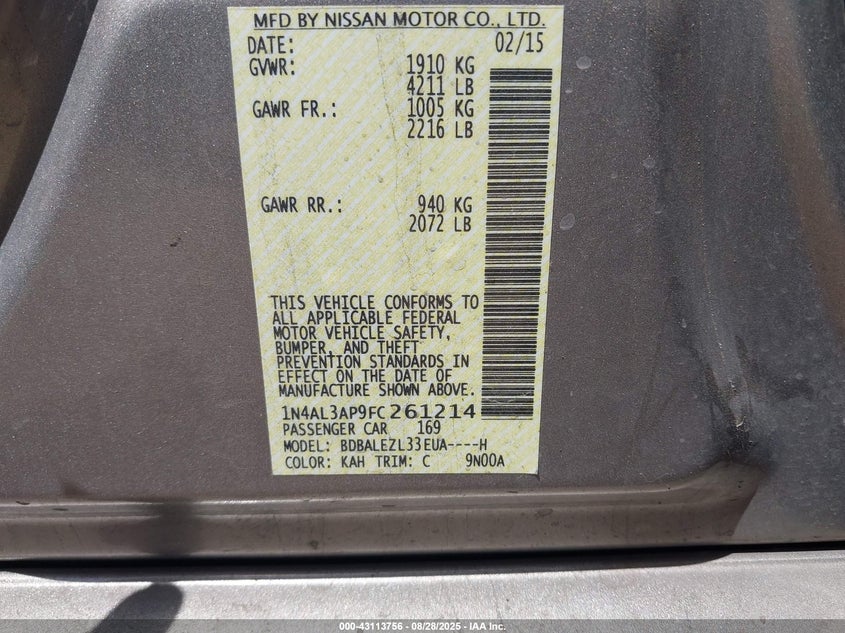 MFD BY NISSAN MOTOR CO., LTD.
DATE: 02/15
GVWR: 1910 KG
4211 LB
GAWR FR.: 1005 KG
2216 LB
GAWR RR.: 940 KG
2072 LB
THIS VEHICLE CONFORMS TO
ALL APPLICABLE FEDERAL
MOTOR VEHICLE SAFETY,
BUMPER, AND THEFT
PREVENTION STANDARDS IN
EFFECT ON THE DATE OF
MANUFACTURE SHOWN ABOVE.
1N4AL3AP9FC261214
PASSENGER CAR 169
MODEL: BDBALEZL33EUA----H
COLOR: KAH TRIM: C 9N00A
000-43113756 - 08/28/2025 - IAA Inc.